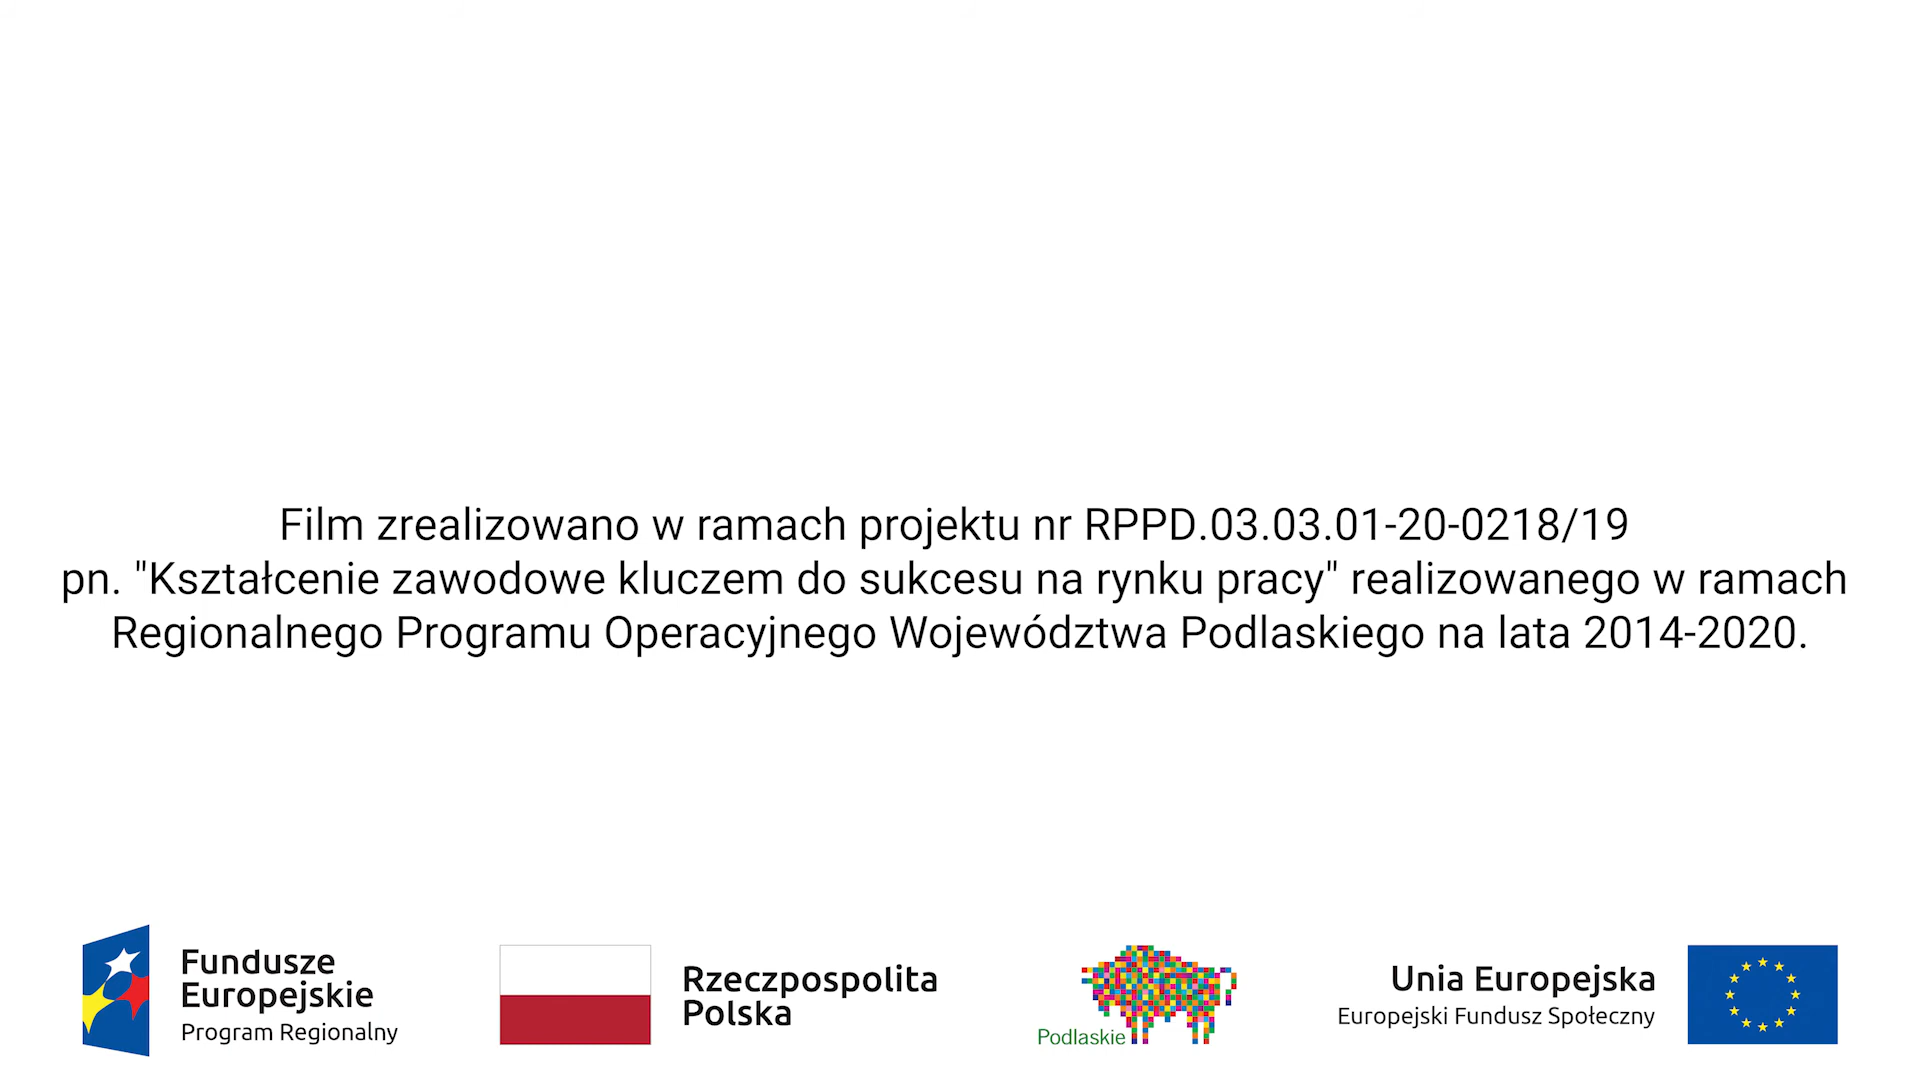 Film zrealizowano w ramach projektu nr RPPD.03.03.01-20-0218/19
pn. "Kształcenie zawodowe kluczem do sukcesu na rynku pracy" realizowanego w ramach
Regionalnego Programu Operacyjnego Województwa Podlaskiego na lata 2014-2020.
Fundusze
Europejskie
Program Regionalny
Rzeczpospolita
Polska
Podlaskie
Unia Europejska
Europejski Fundusz Społeczny